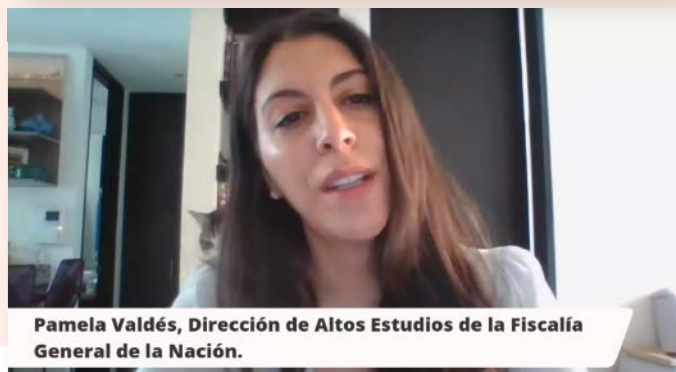 Pamela Valdés, Dirección de Altos Estudios de la Fiscalía
General de la Nación.